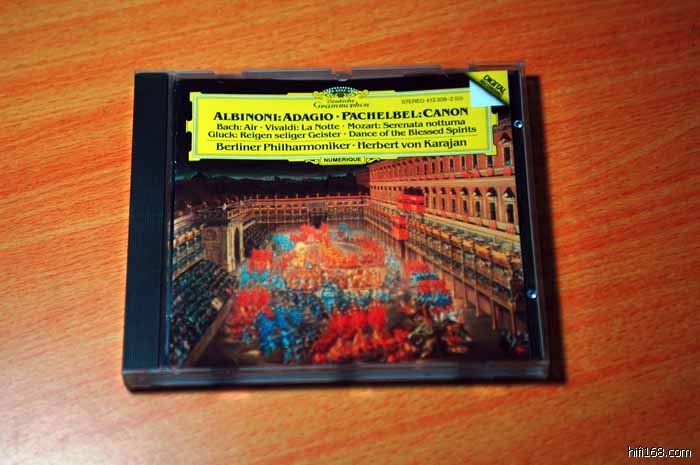 Deutsche
Grammophon
STEREO 413 309-2
DIGITAL
ALBINONI: ADAGIO · PACHELBEL: CANON
Bach: Air · Vivaldi: La Notte · Mozart: Serenata notturna
Gluck: Reigen seliger Geister · Dance of the Blessed Spirits
Berliner Philharmoniker · Herbert von Karajan
NUMERIQUE
hifi168.com